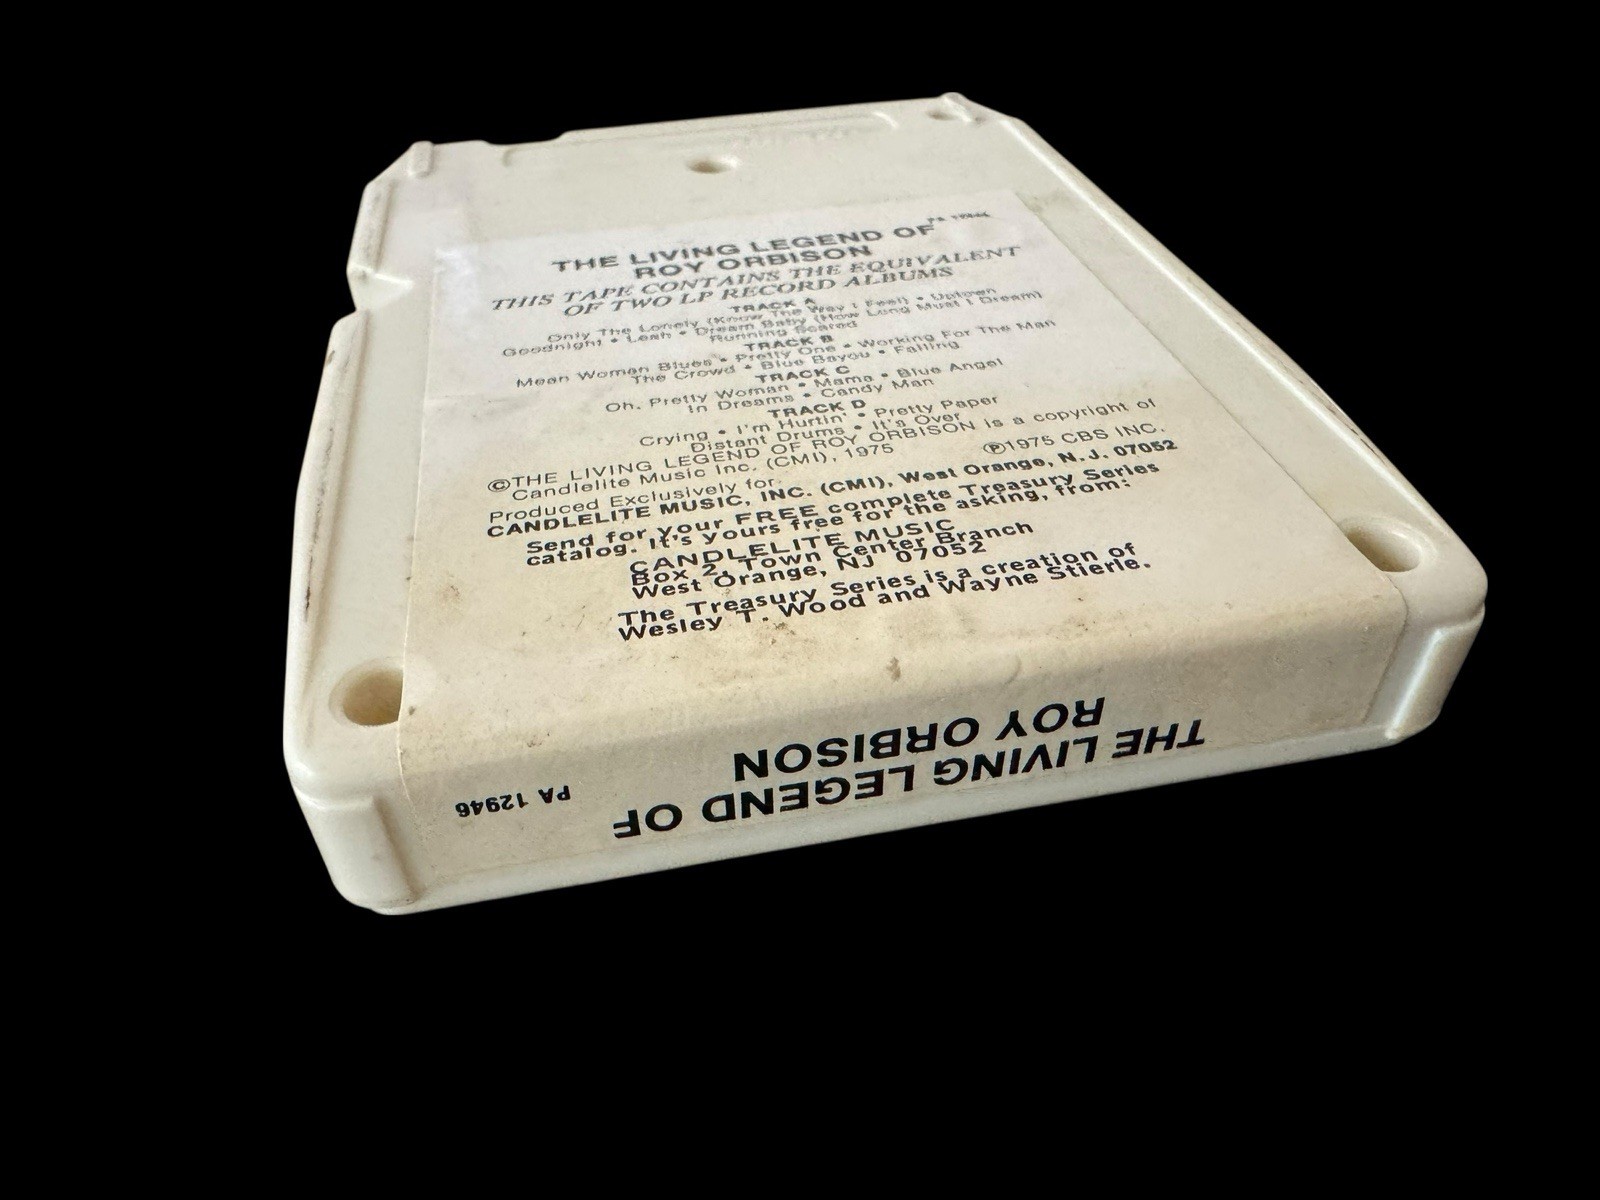 PA 12946
THE LIVING LEGEND OF
ROY ORBISON
THIS TAPE CONTAINS THE EQUIVALENT
OF TWO LP RECORD ALBUMS
TRACK A
Only The Lonely (Know The Way I Feel) • Uptown
Goodnight • Leah • Dream Baby (How Long Must I Dream)
Running Scared
TRACK B
Mean Woman Blues • Pretty One • Working For The Man
The Crowd • Blue Bayou • Falling
TRACK C
Oh, Pretty Woman • Mama • Blue Angel
In Dreams • Candy Man
TRACK D
Crying • I'm Hurtin' • Pretty Paper
Distant Drums • It's Over
©THE LIVING LEGEND OF ROY ORBISON is a copyright of
Candlelite Music Inc. (CMI), 1975 ℗1975 CBS INC.
Produced Exclusively for
CANDLELITE MUSIC, INC. (CMI), West Orange, N.J. 07052
Send for your FREE complete Treasury Series
catalog. It's yours free for the asking, from:
CANDLELITE MUSIC
Box 2, Town Center Branch
West Orange, NJ 07052
The Treasury Series is a creation of
Wesley T. Wood and Wayne Stierle.
THE LIVING LEGEND OF
ROY ORBISON
PA 12946